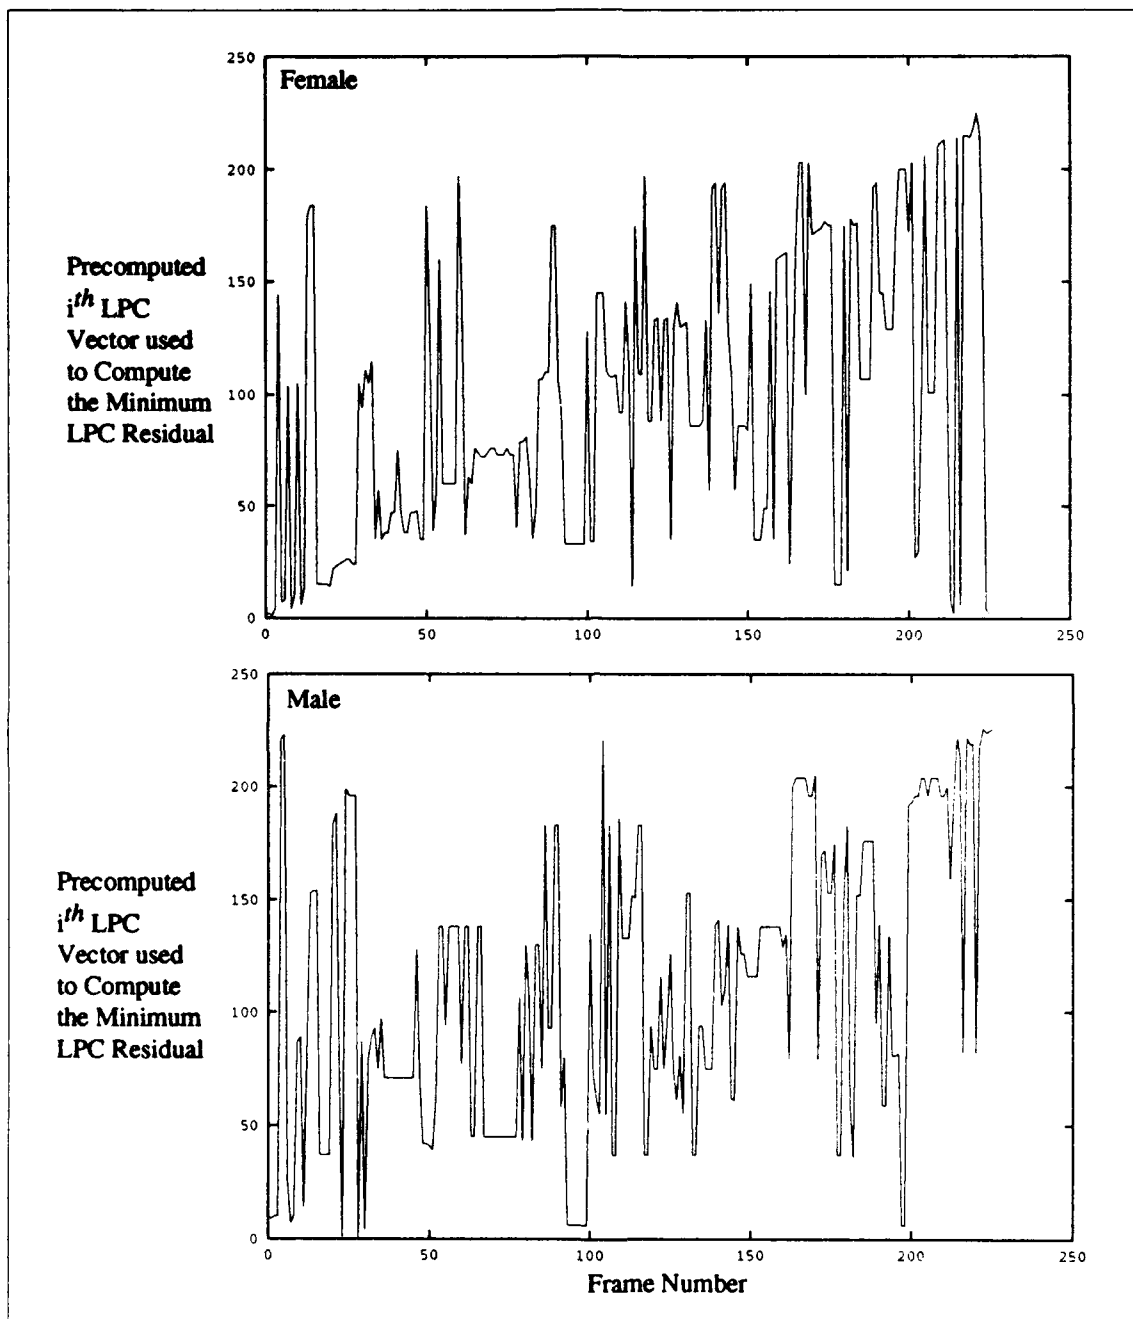 250
Female
200
150
100
50
0
0 50 100 150 200 250
Precomputed
i^th LPC
Vector used
to Compute
the Minimum
LPC Residual
250
Male
200
150
100
50
0
0 50 100 150 200 250
Precomputed
i^th LPC
Vector used
to Compute
the Minimum
LPC Residual
Frame Number